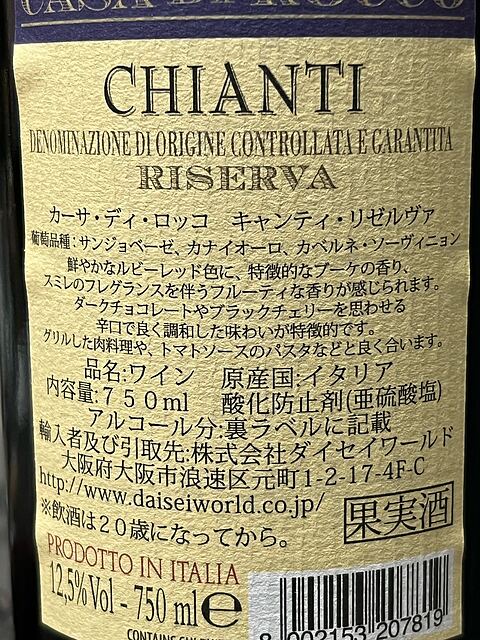 CASA DI ROCCO
CHIANTI
DENOMINAZIONE DI ORIGINE CONTROLLATA E GARANTITA
RISERVA
カーサ・ディ・ロッコ　キャンティ・リゼルヴァ
葡萄品種：サンジョベーゼ、カナイオーロ、カベルネ・ソーヴィニョン
鮮やかなルビーレッド色に、特徴的なブーケの香り、
スミレのフレグランスを伴うフルーティな香りが感じられます。
ダークチョコレートやブラックチェリーを思わせる
辛口で良く調和した味わいが特徴的です。
グリルした肉料理や、トマトソースのパスタなどと良く合います。
品名:ワイン　原産国:イタリア
内容量:７５０ml　酸化防止剤(亜硫酸塩)
アルコール分:裏ラベルに記載
輸入者及び引取先:株式会社ダイセイワールド
大阪府大阪市浪速区元町1-2-17-4F-C
http://www.daiseiworld.co.jp/
※飲酒は２０歳になってから。
果実酒
PRODOTTO IN ITALIA
12,5% Vol - 750 ml e
8 002153 207819